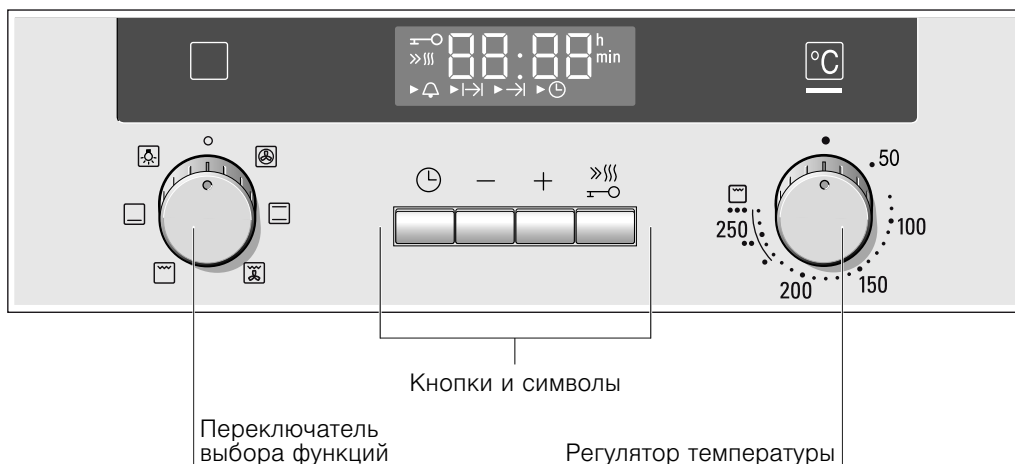 88:88 h
min
°C
50
100
150
200
250
− +
Кнопки и символы
Переключатель
выбора функций
Регулятор температуры